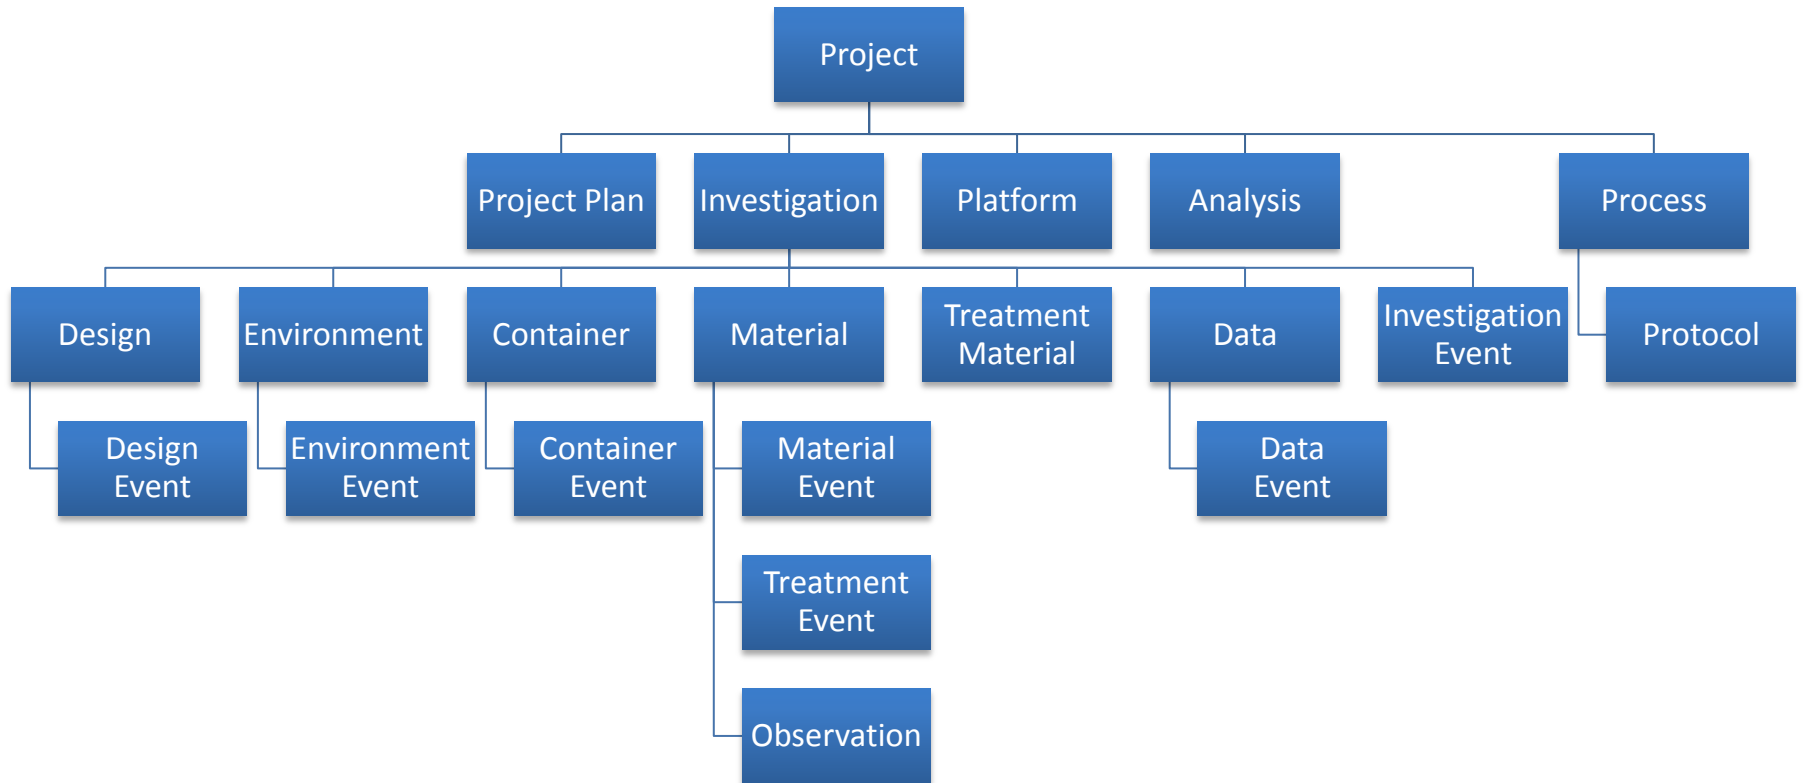 Project
Project Plan
Investigation
Platform
Analysis
Process
Design
Environment
Container
Material
Treatment
Material
Data
Investigation
Event
Protocol
Design
Event
Environment
Event
Container
Event
Material
Event
Data
Event
Treatment
Event
Observation